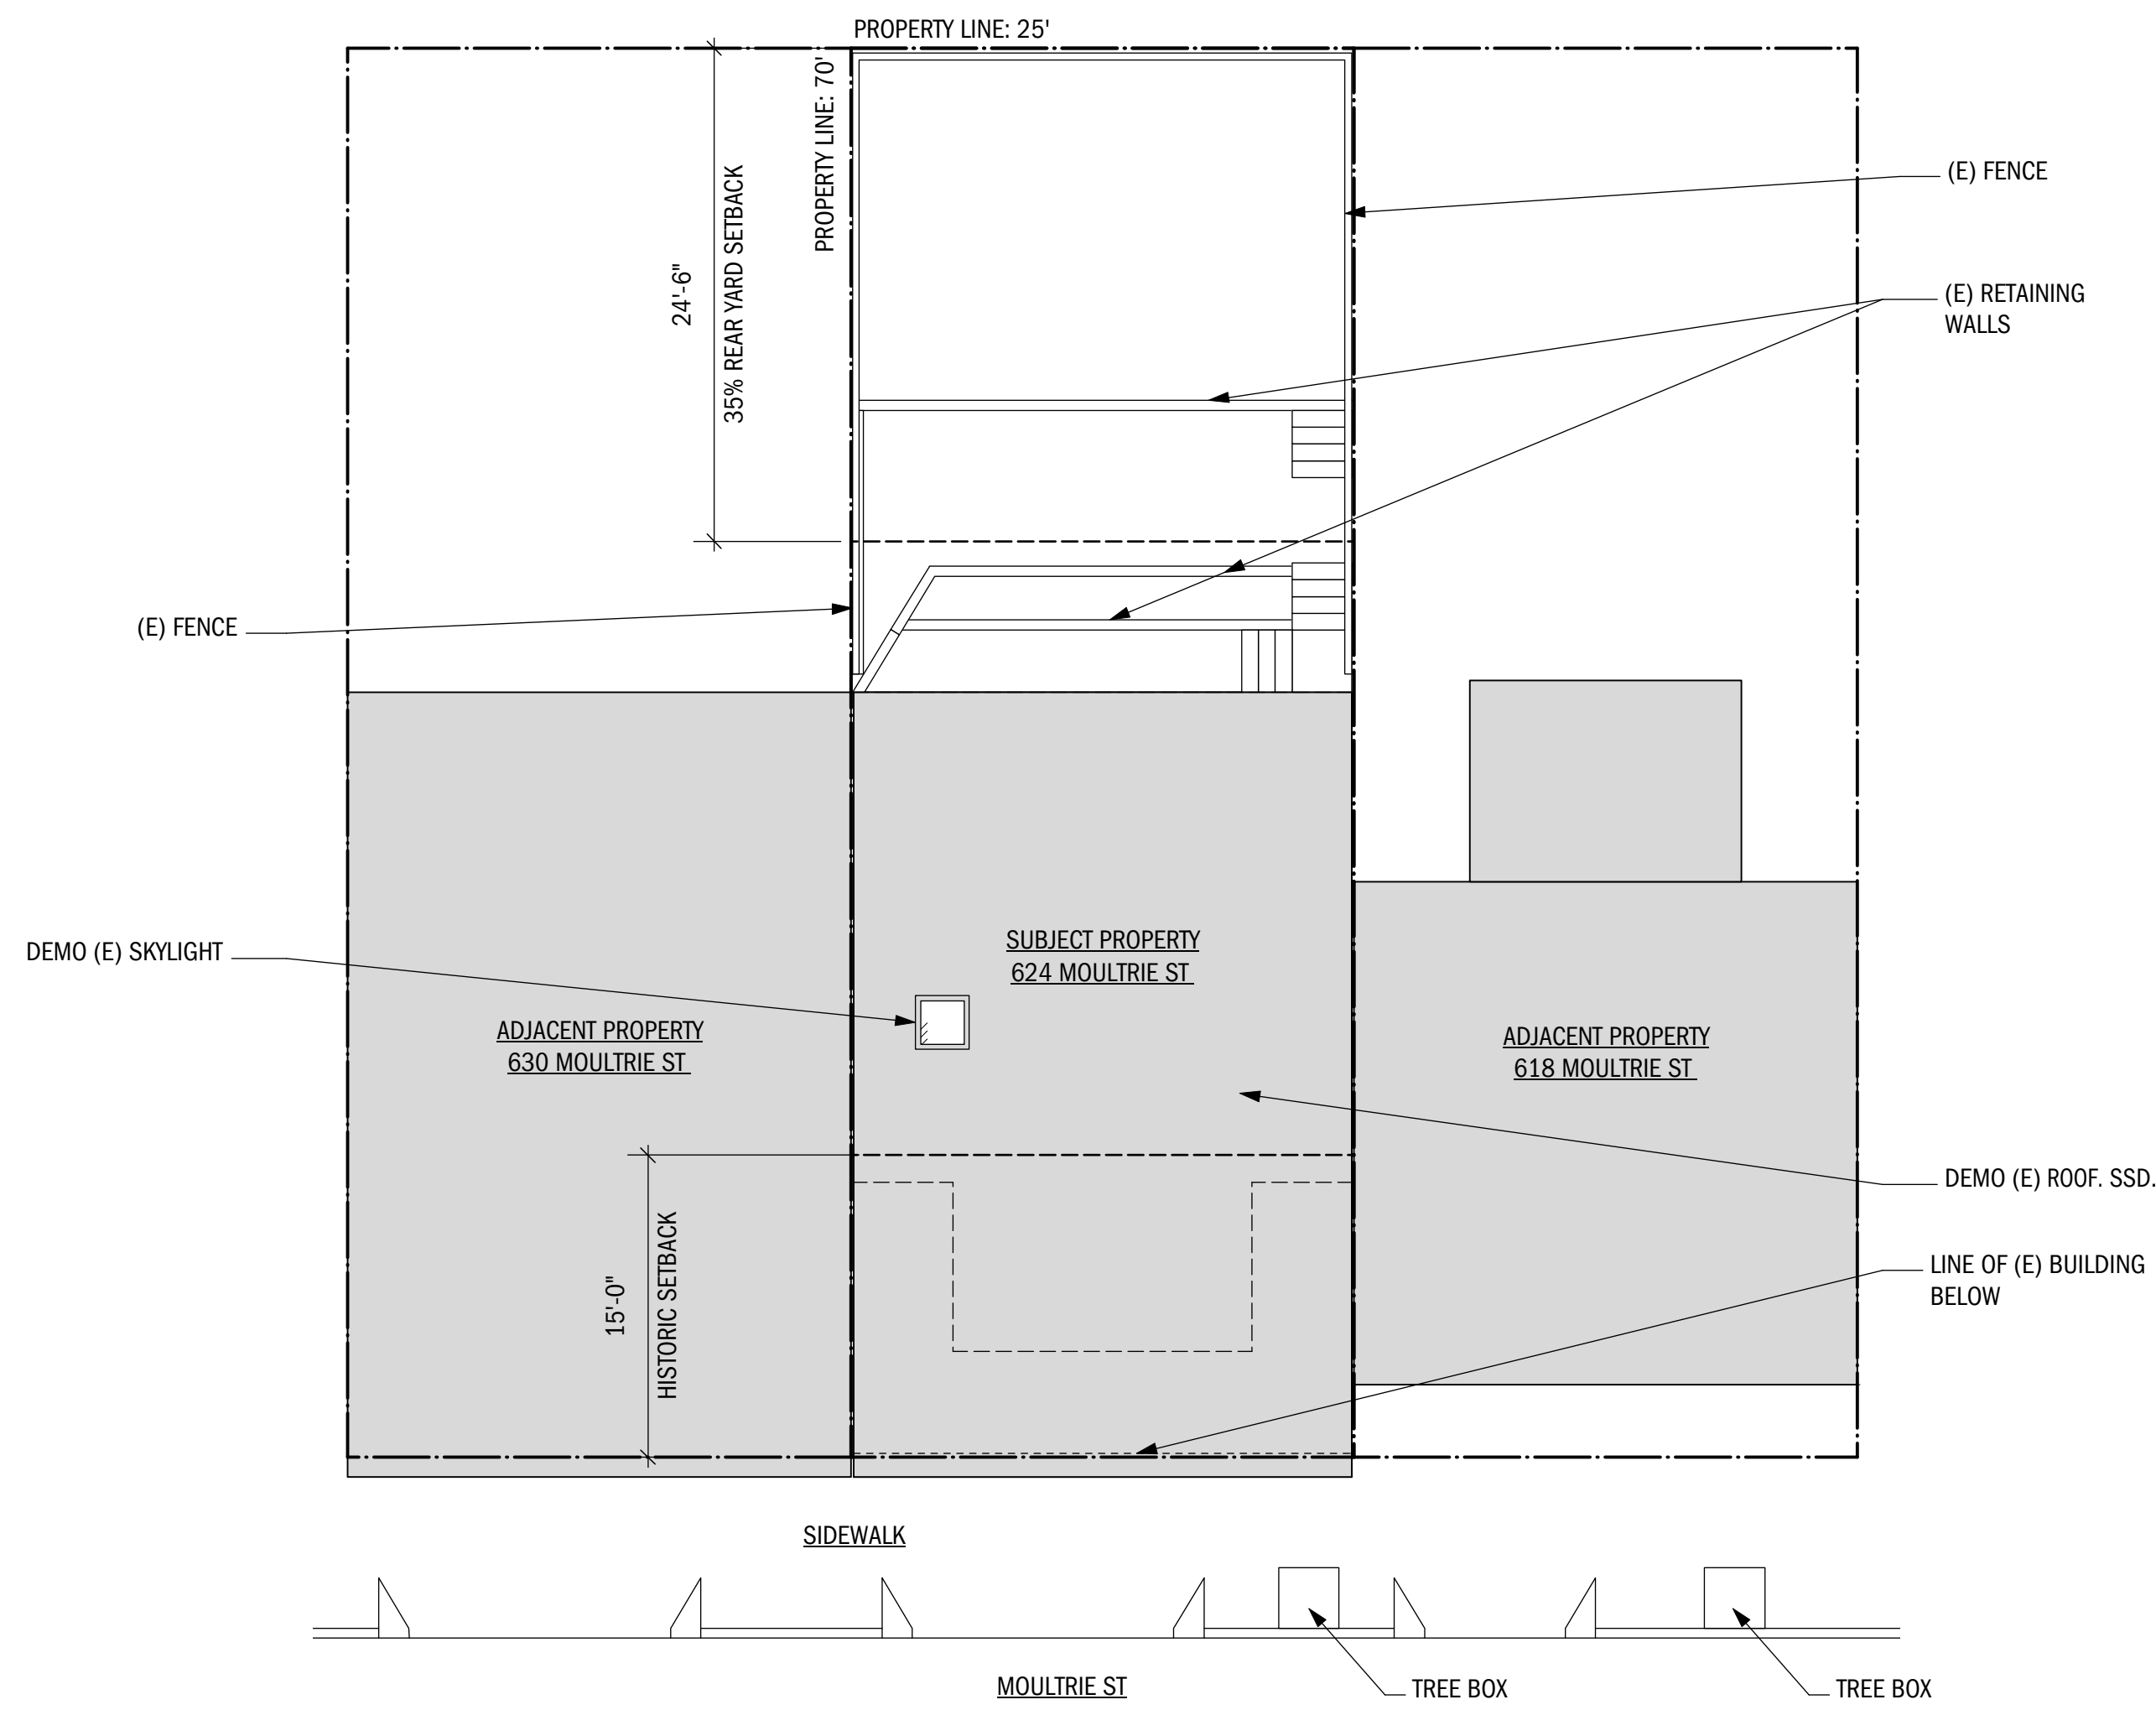 PROPERTY LINE: 25'
PROPERTY LINE: 70'
24'-6"
35% REAR YARD SETBACK
(E) FENCE
(E) RETAINING
WALLS
(E) FENCE
DEMO (E) SKYLIGHT
SUBJECT PROPERTY
624 MOULTRIE ST
ADJACENT PROPERTY
630 MOULTRIE ST
ADJACENT PROPERTY
618 MOULTRIE ST
DEMO (E) ROOF. SSD.
15'-0"
HISTORIC SETBACK
LINE OF (E) BUILDING
BELOW
SIDEWALK
MOULTRIE ST
TREE BOX
TREE BOX